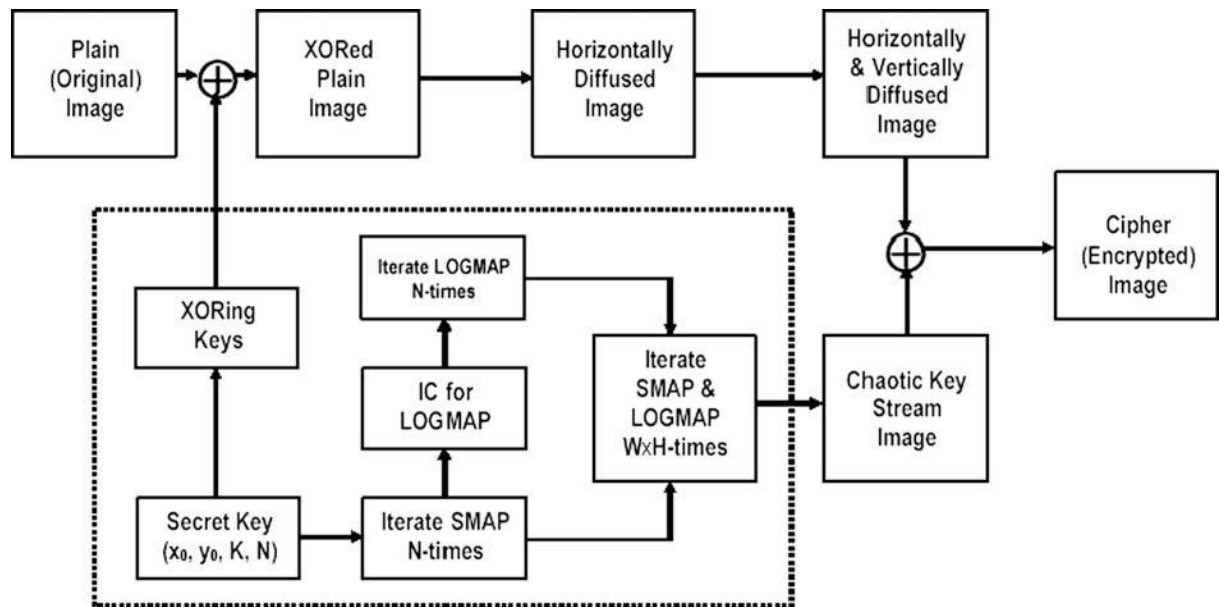 Plain
(Original)
Image
XORed
Plain
Image
Horizontally
Diffused
Image
Horizontally
& Vertically
Diffused
Image
Cipher
(Encrypted)
Image
XORing
Keys
Iterate LOGMAP
N-times
IC for
LOGMAP
Iterate
SMAP &
LOGMAP
WxH-times
Chaotic Key
Stream
Image
Secret Key
(x₀, y₀, K, N)
Iterate SMAP
N-times